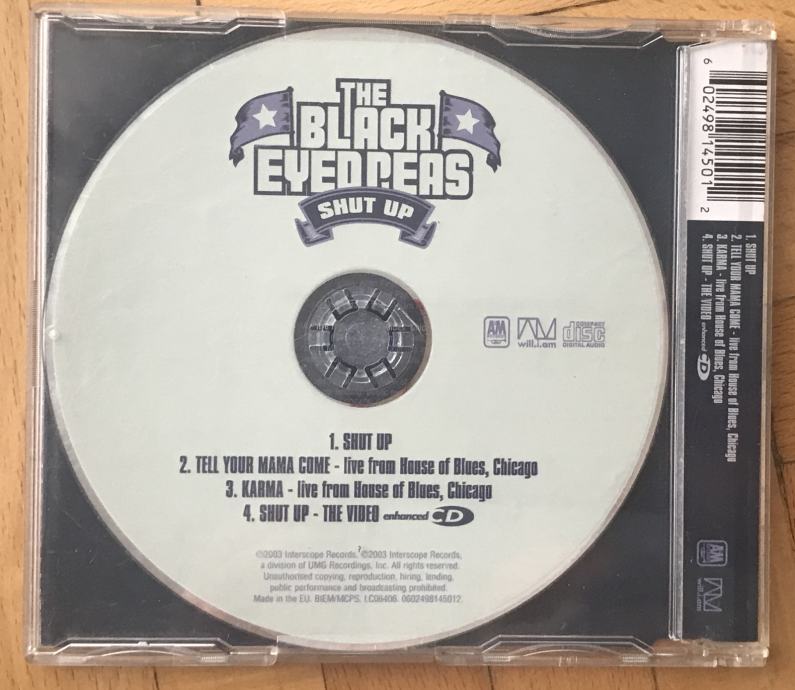 THE
BLACK
EYED PEAS
SHUT UP
A&M
will.i.am
COMPACT
disc
DIGITAL AUDIO
1. SHUT UP
2. TELL YOUR MAMA COME - live from House of Blues, Chicago
3. KARMA - live from House of Blues, Chicago
4. SHUT UP - THE VIDEO enhanced CD
℗2003 Interscope Records. ©2003 Interscope Records,
a division of UMG Recordings, Inc. All rights reserved.
Unauthorised copying, reproduction, hiring, lending,
public performance and broadcasting prohibited.
Made in the EU. BIEM/MCPS. LC06406. 0602498145012.
6 02498 14501 2
1. SHUT UP
2. TELL YOUR MAMA COME - live from House of Blues, Chicago
3. KARMA - live from House of Blues, Chicago
4. SHUT UP - THE VIDEO enhanced CD
A&M
will.i.am